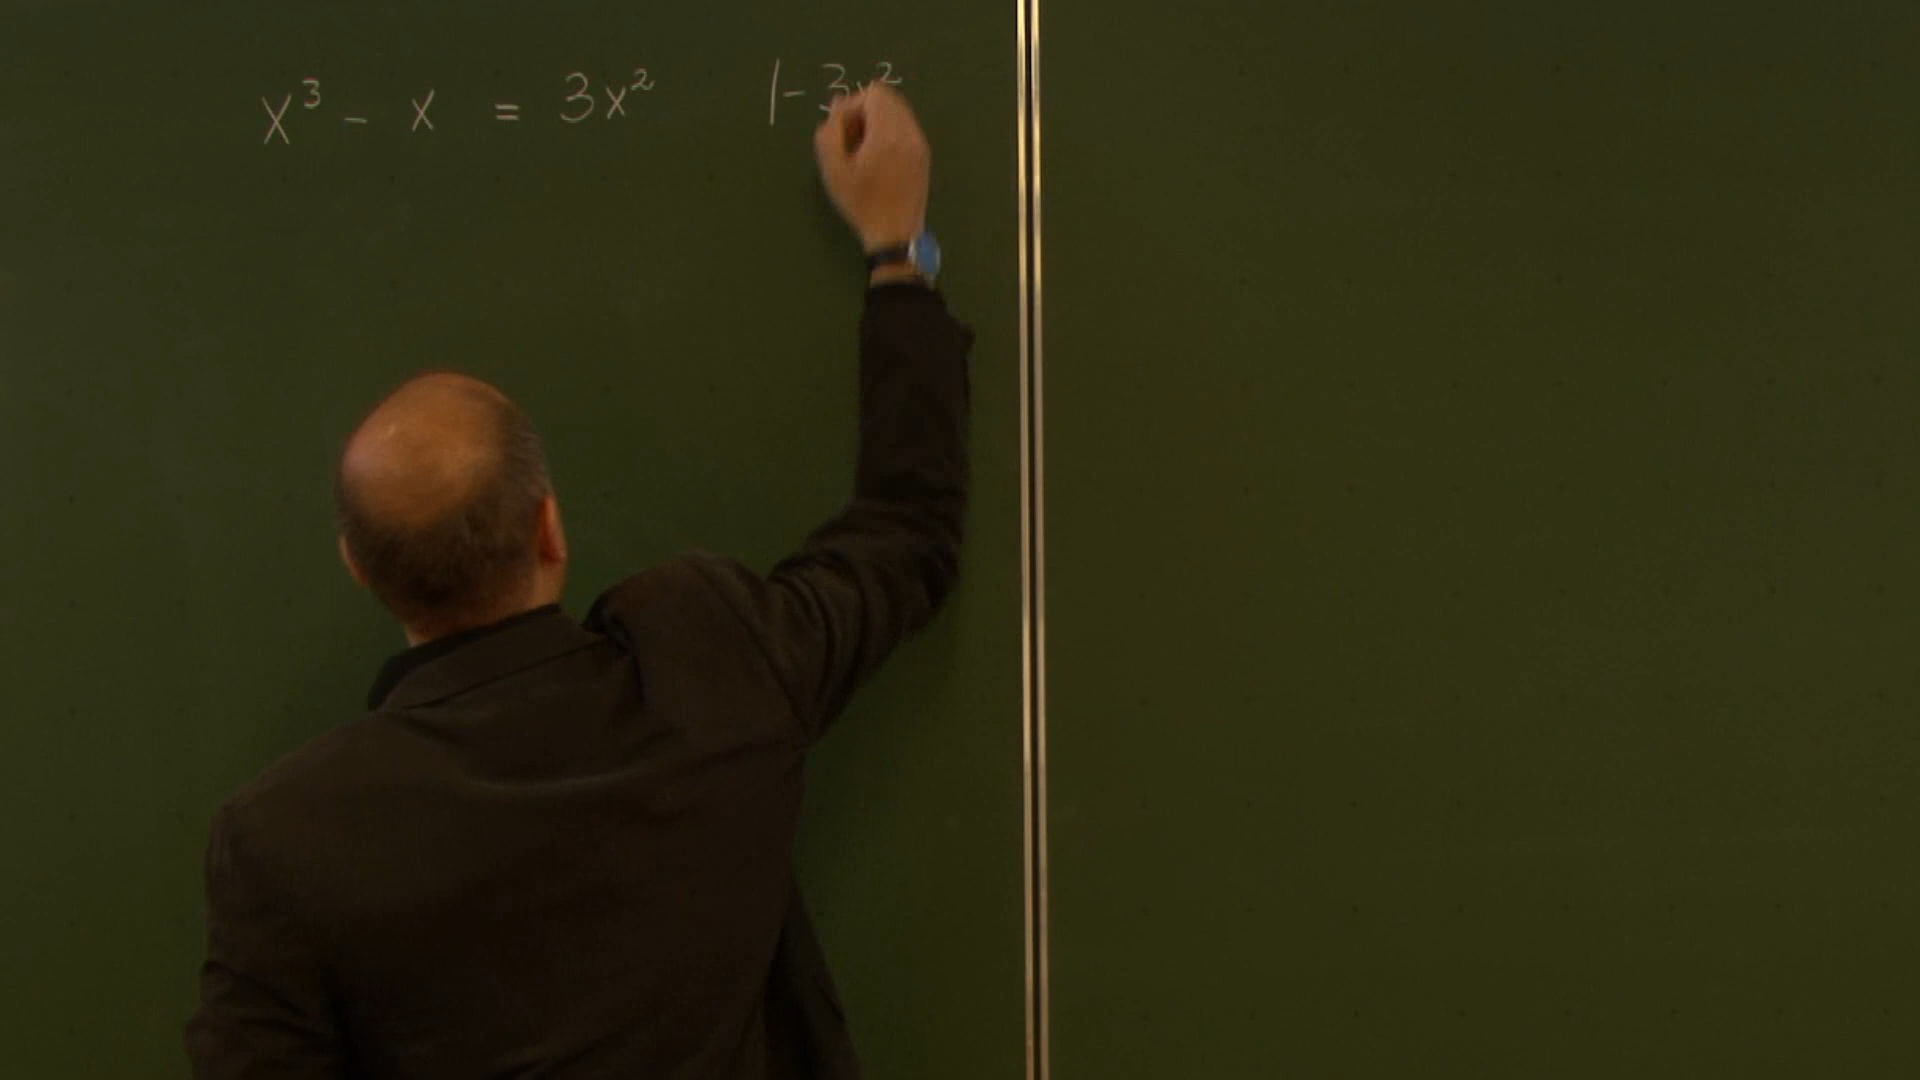 x³ - x = 3x² |- 3x²